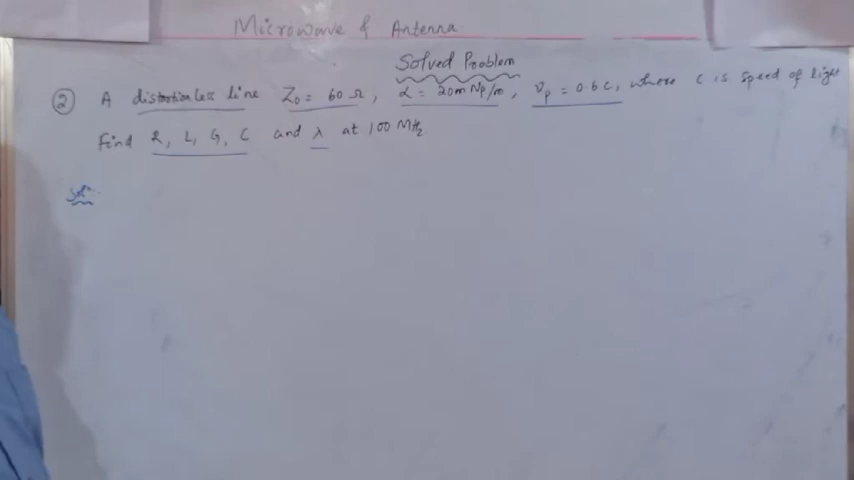 Microwave & Antenna
Solved Problem
② A distortionless line Z₀ = 60 Ω, α = 20m Np/m, υp = 0.6C, where C is speed of light
Find R, L, G, C and λ at 100 MHz
Sol: